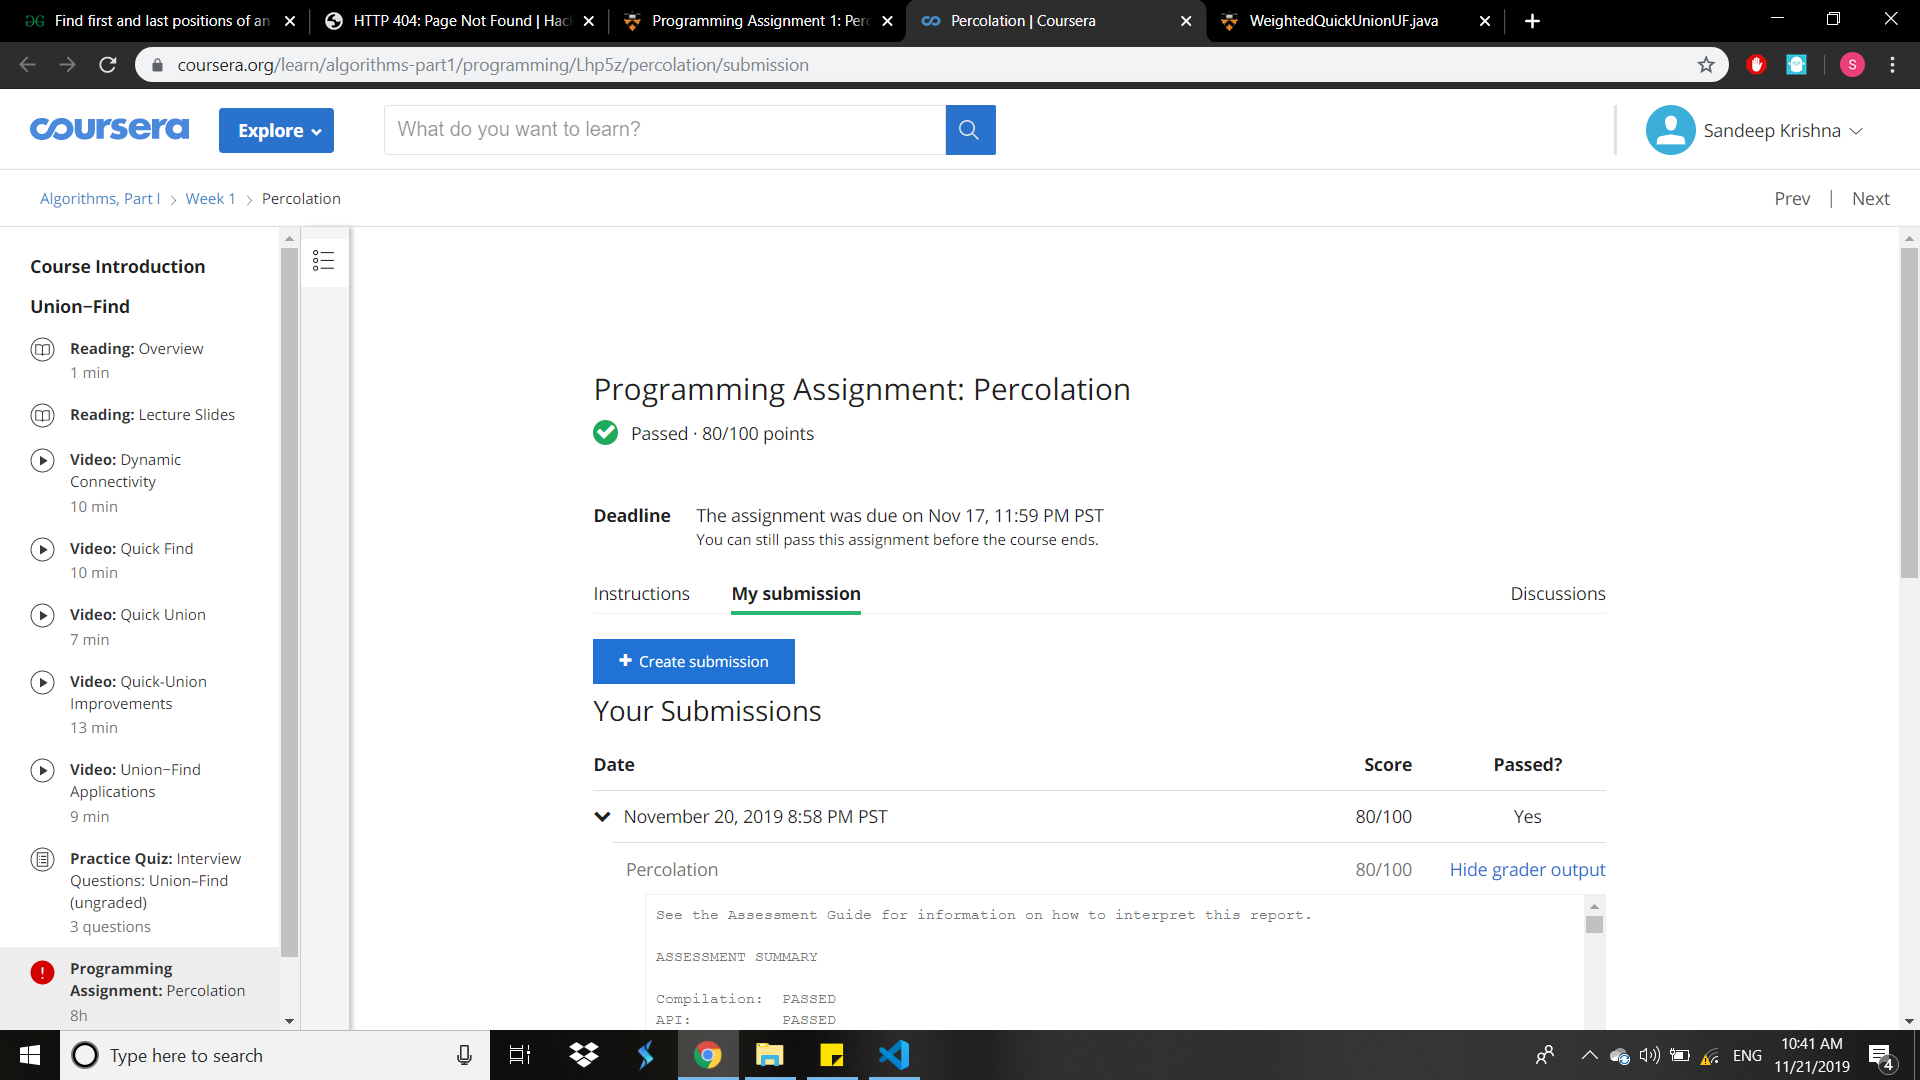 Find first and last positions of an
HTTP 404: Page Not Found | Hac
Programming Assignment 1: Perc
Percolation | Coursera
WeightedQuickUnionUF.java
coursera.org/learn/algorithms-part1/programming/Lhp5z/percolation/submission
S
coursera
Explore
What do you want to learn?
Sandeep Krishna
Algorithms, Part I
Week 1
Percolation
Prev
Next
Course Introduction
Union–Find
Reading: Overview
1 min
Reading: Lecture Slides
Video: Dynamic
Connectivity
10 min
Video: Quick Find
10 min
Video: Quick Union
7 min
Video: Quick-Union
Improvements
13 min
Video: Union–Find
Applications
9 min
Practice Quiz: Interview
Questions: Union–Find
(ungraded)
3 questions
Programming
Assignment: Percolation
8h
Programming Assignment: Percolation
Passed · 80/100 points
Deadline
The assignment was due on Nov 17, 11:59 PM PST
You can still pass this assignment before the course ends.
Instructions
My submission
Discussions
+ Create submission
Your Submissions
Date Score Passed?
November 20, 2019 8:58 PM PST 80/100 Yes
Percolation 80/100 Hide grader output
See the Assessment Guide for information on how to interpret this report.
ASSESSMENT SUMMARY
Compilation: PASSED
API: PASSED
Type here to search
ENG
10:41 AM
11/21/2019
4